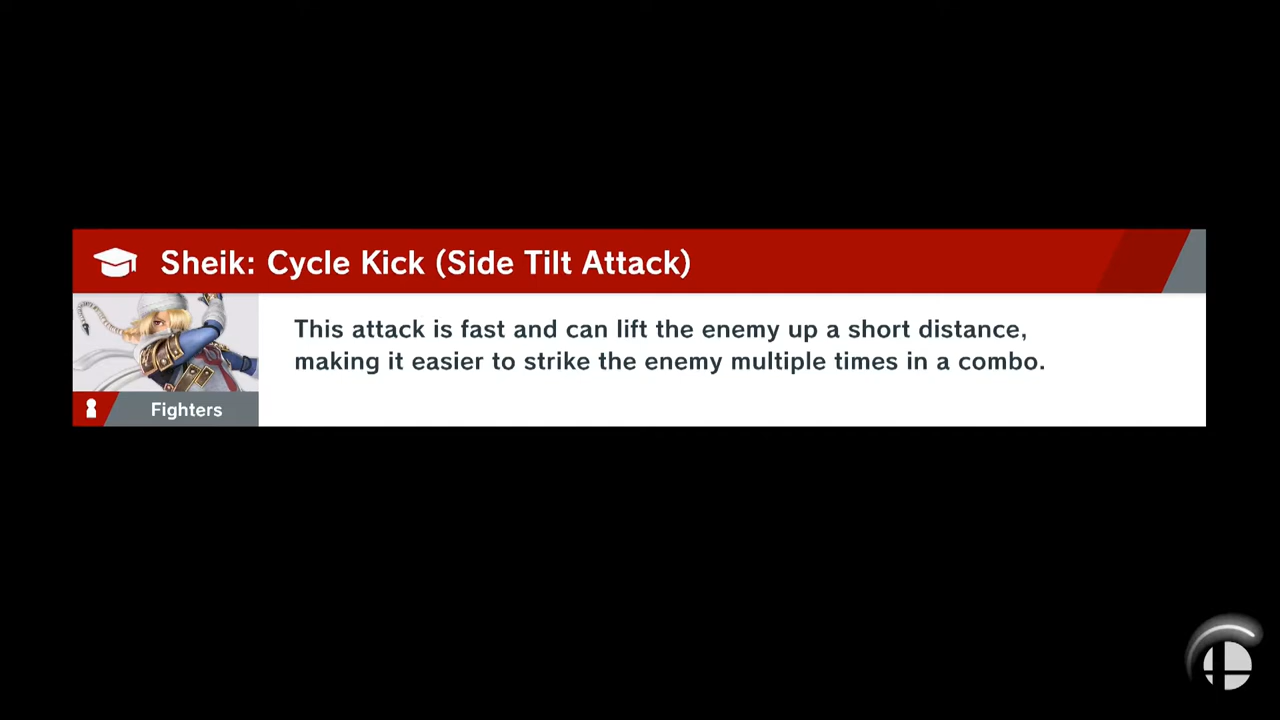 Sheik: Cycle Kick (Side Tilt Attack)
This attack is fast and can lift the enemy up a short distance,
making it easier to strike the enemy multiple times in a combo.
Fighters